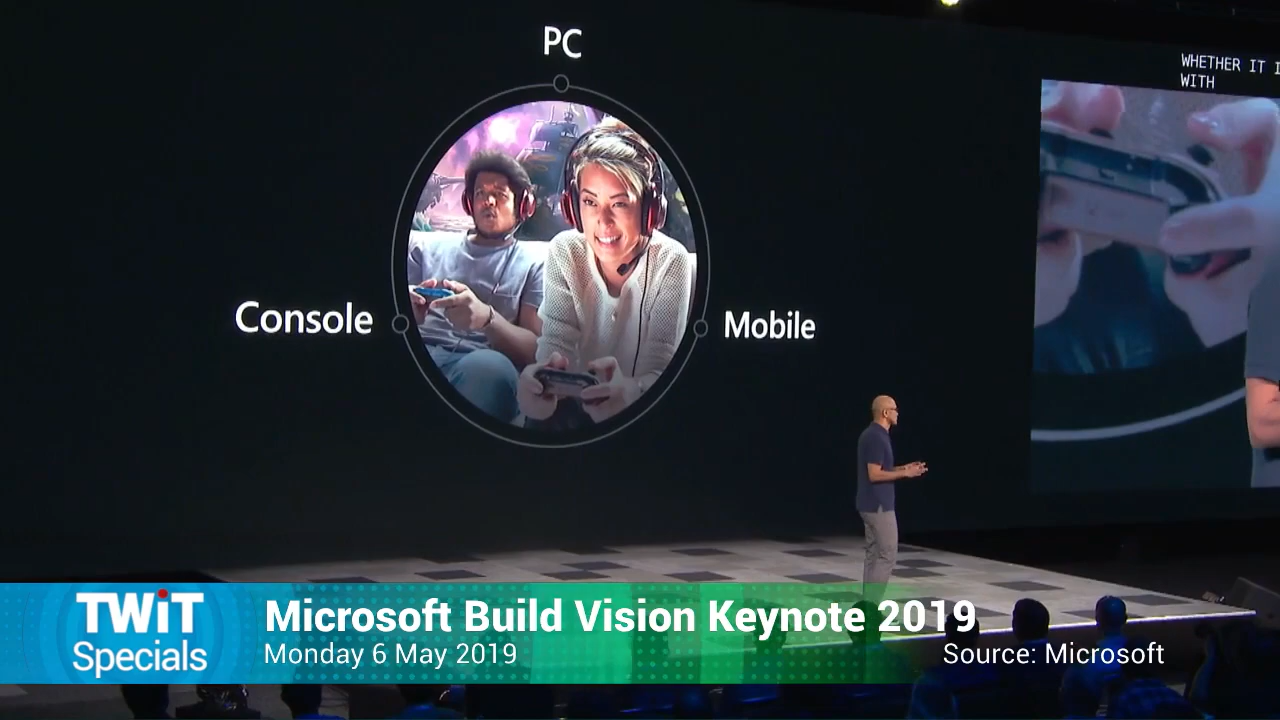 PC
WHETHER IT I
WITH
Console
Mobile
TWiT
Specials
Microsoft Build Vision Keynote 2019
Monday 6 May 2019
Source: Microsoft